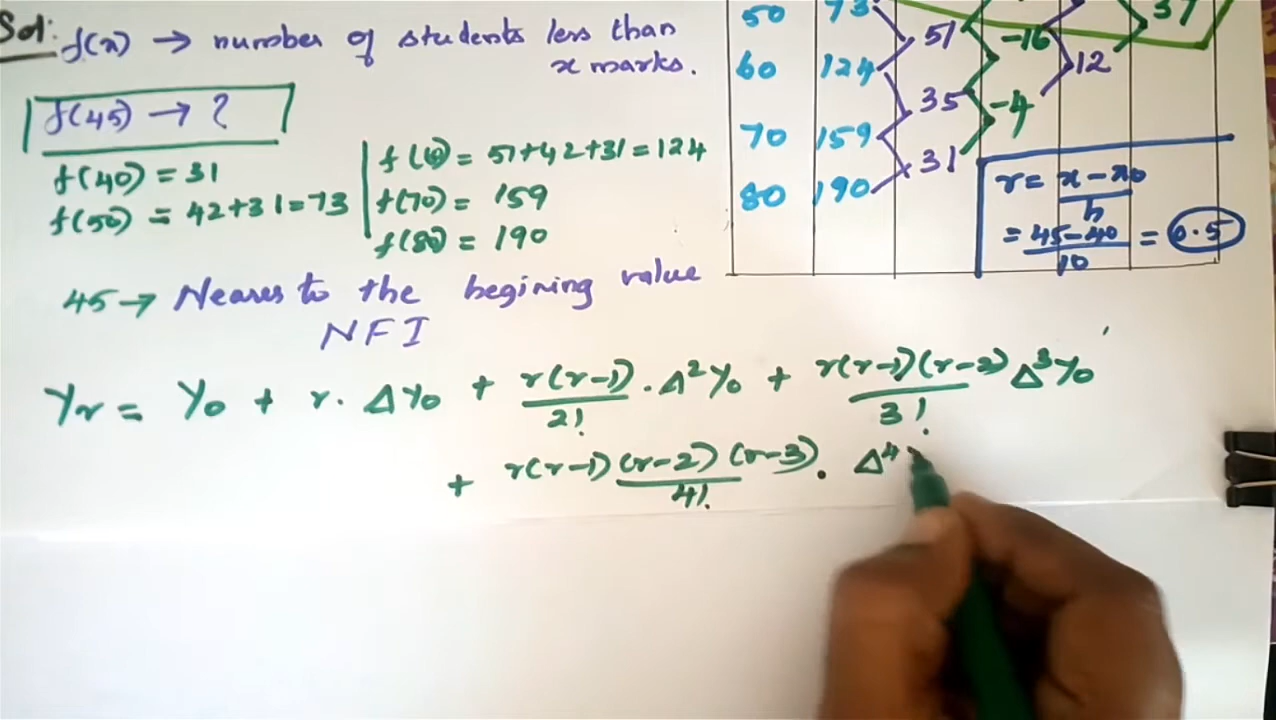 Sol: f(x) → number of students less than
x marks.
f(45) → ?
f(40) = 31
f(50) = 42+31=73
f(60) = 51+42+31=124
f(70) = 159
f(80) = 190
45 → Neares to the begining value
NFI
Yr = Y0 + r. ΔY0 + r(r-1)/2! . Δ²Y0 + r(r-1)(r-2)/3! Δ³Y0
+ r(r-1)(r-2)(r-3)/4! . Δ⁴
50 73 51 -16 37
60 124 12
35 -4
70 159
31
80 190
r = x - x0 / h
= 45-40 / 10 = 0.5